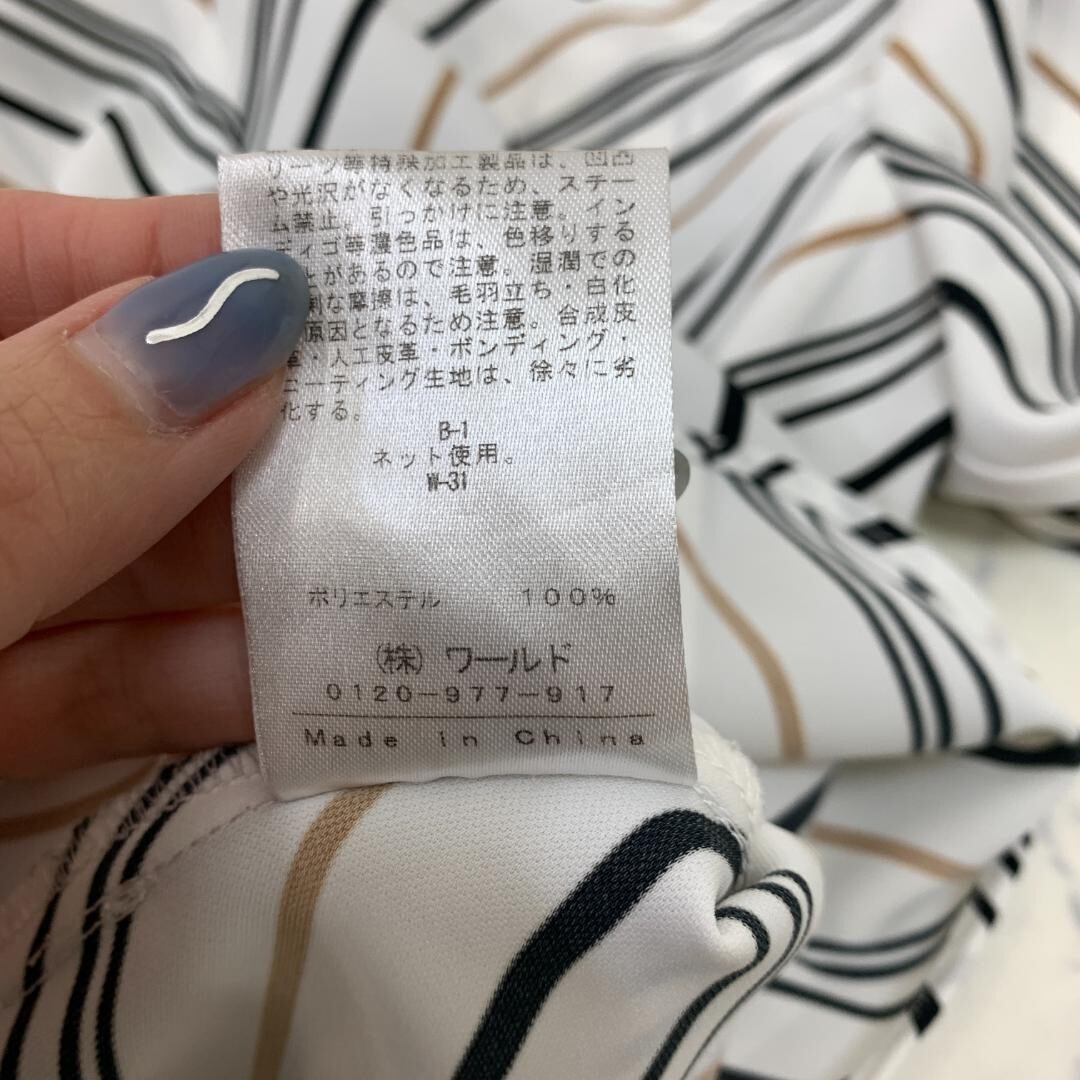 リーツ等特殊加工製品は、凹凸
や光沢がなくなるため、スチー
ム禁止。引っかけに注意。イン
ディゴ等濃色品は、色移りする
とがあるので注意。湿潤での
な摩擦は、毛羽立ち・白化
原因となるため注意。合成皮
革・人工皮革・ボンディング・
コーティング生地は、徐々に劣
化する。
B-1
ネット使用。
W-31
ポリエステル 100%
(株) ワールド
0120-977-917
Made in China